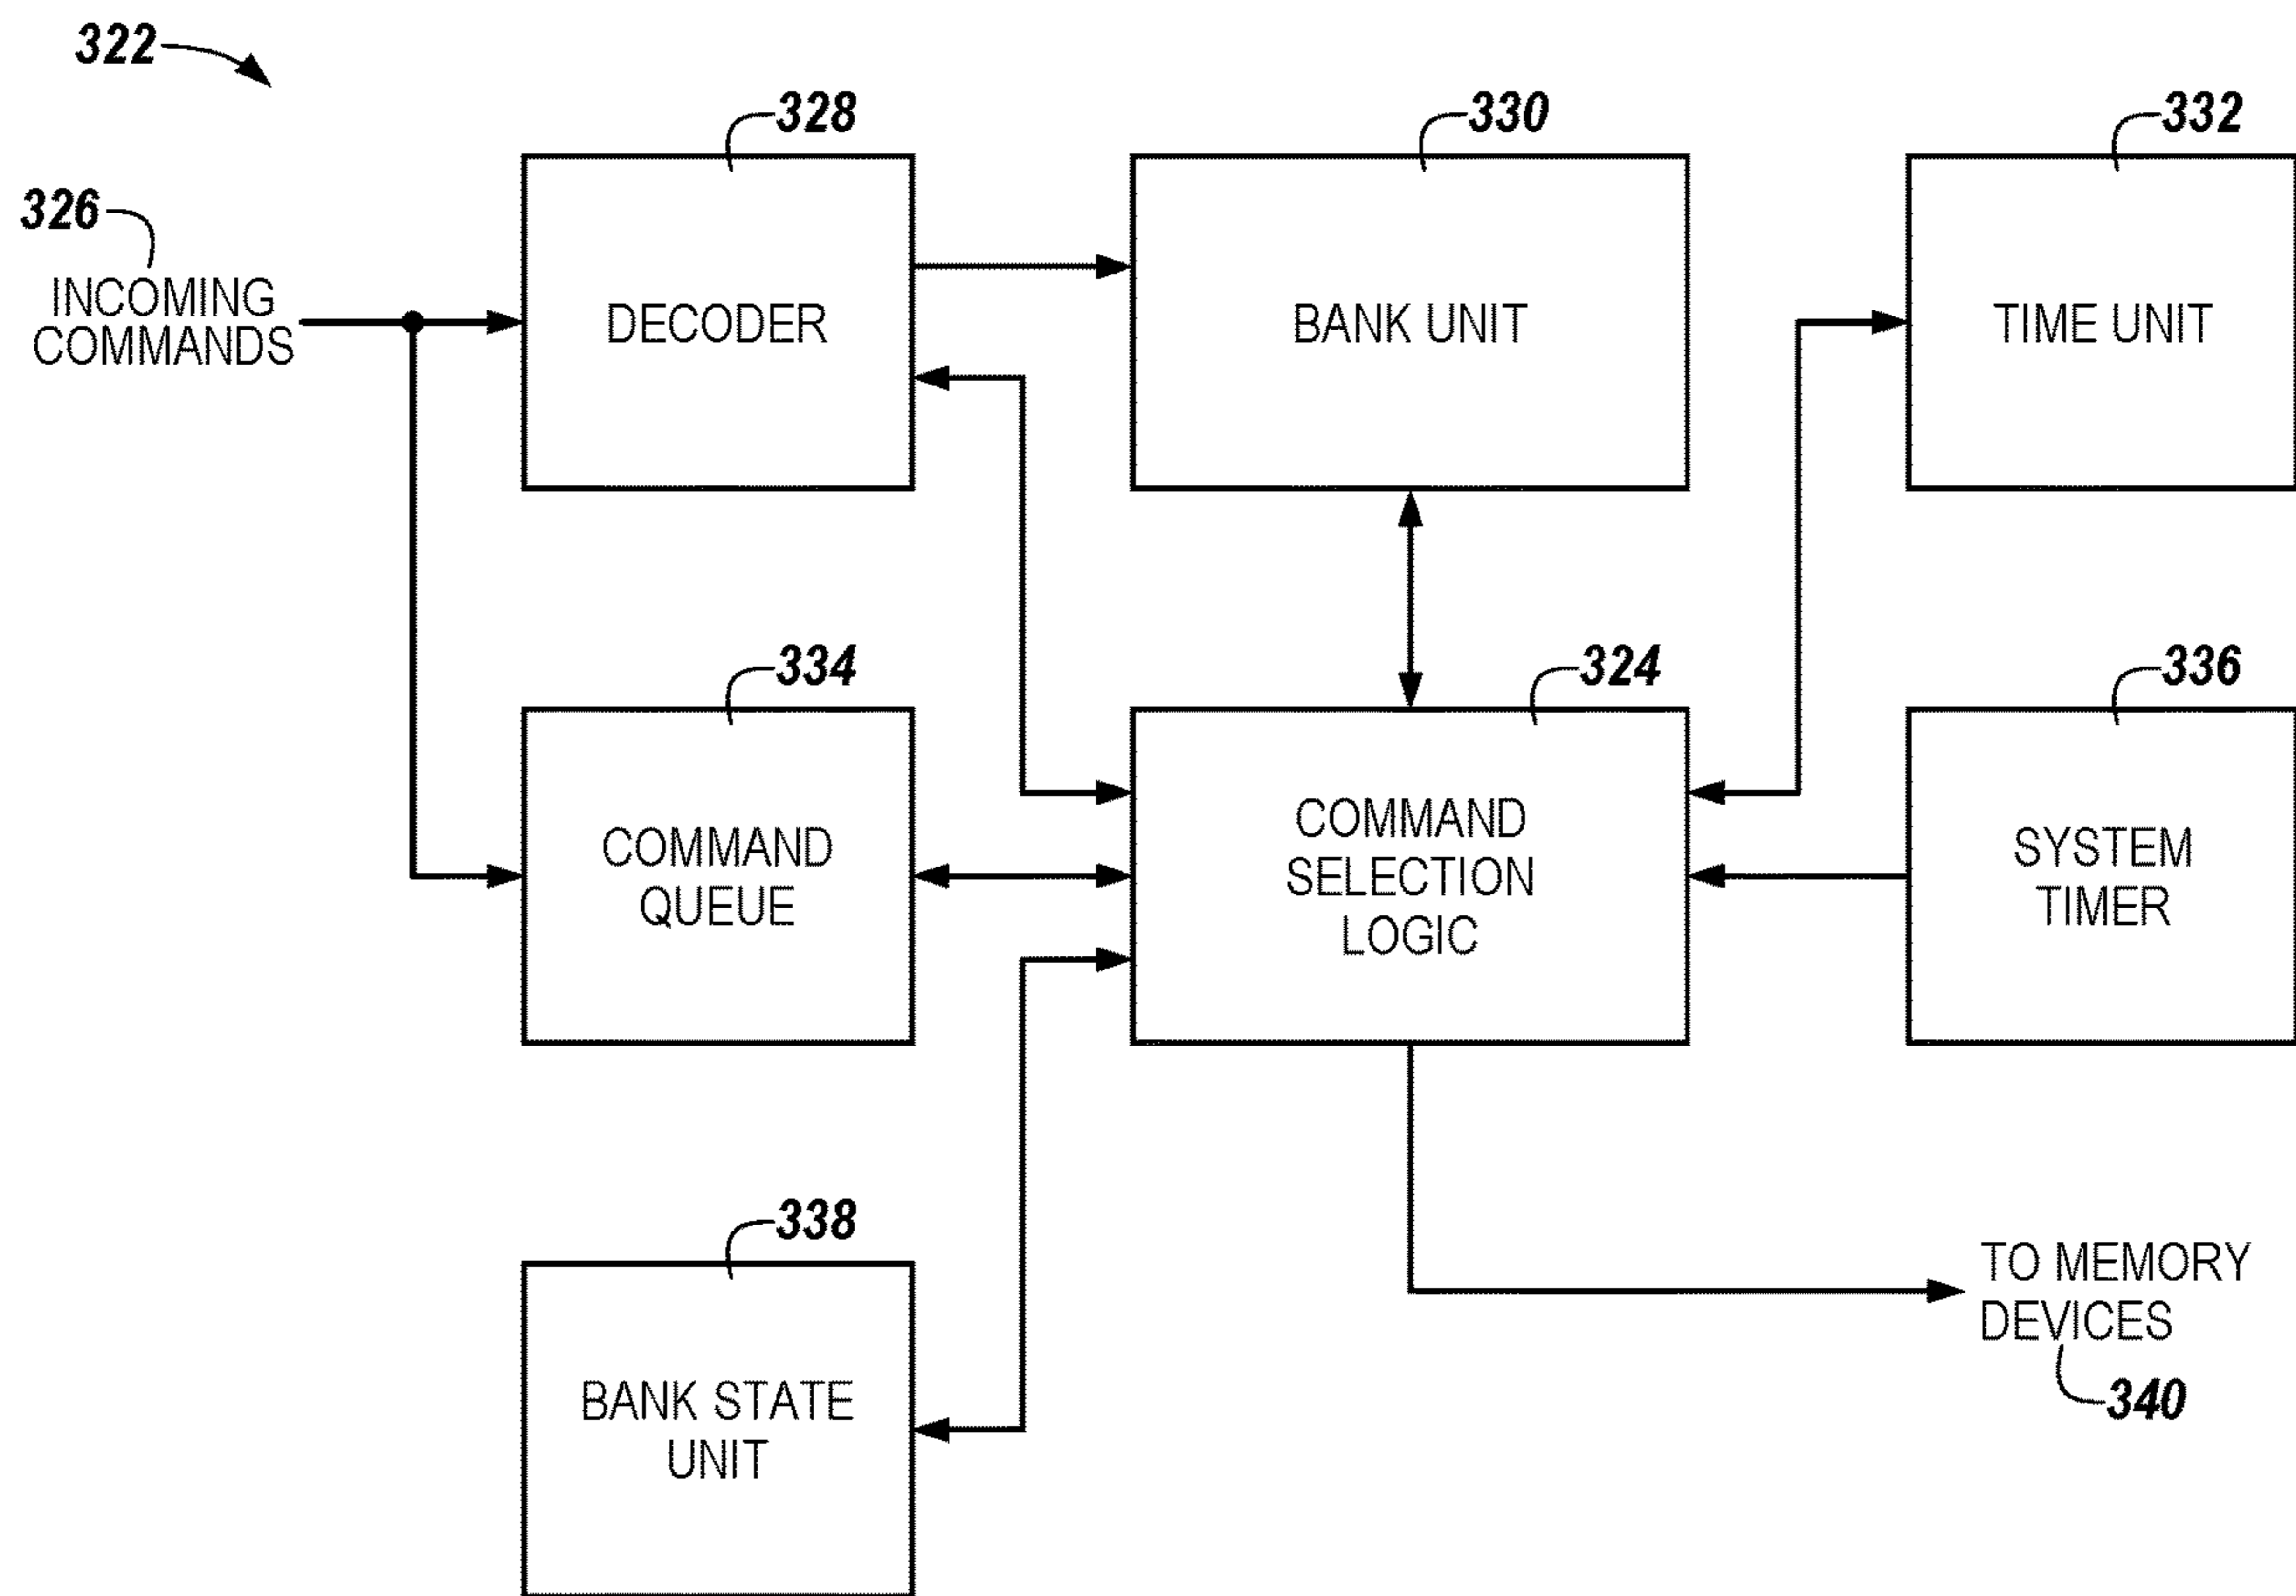 322
328
330
332
326
INCOMING
COMMANDS
DECODER
BANK UNIT
TIME UNIT
334
324
336
COMMAND
QUEUE
COMMAND
SELECTION
LOGIC
SYSTEM
TIMER
338
BANK STATE
UNIT
TO MEMORY
DEVICES
340